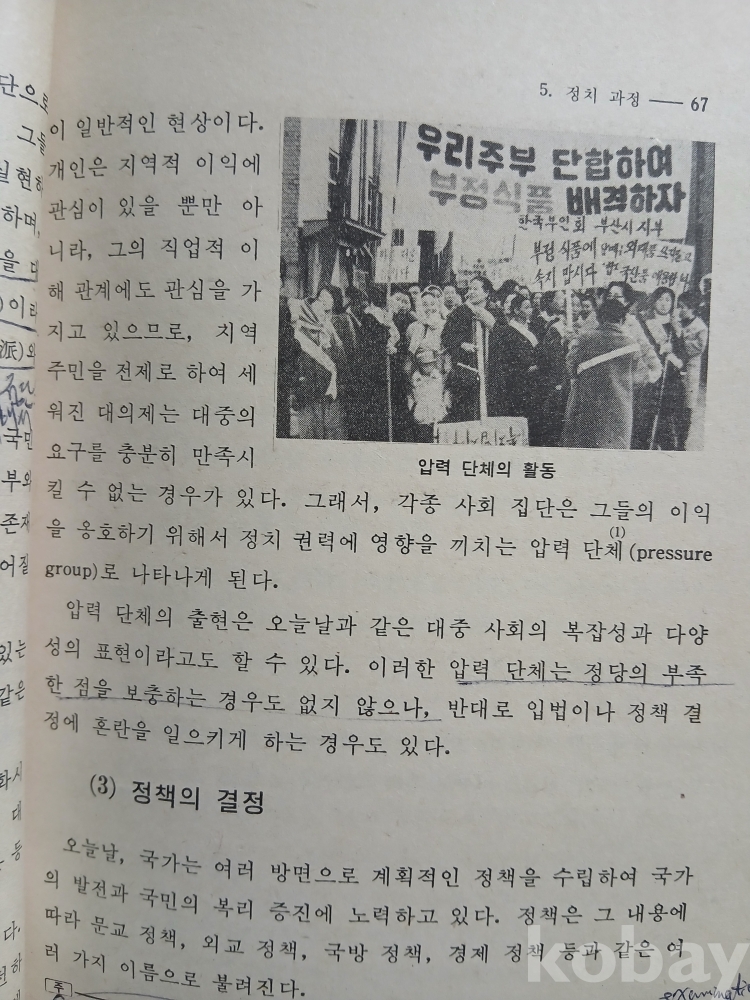 5. 정치 과정 ── 67
이 일반적인 현상이다.
개인은 지역적 이익에
관심이 있을 뿐만 아
니라, 그의 직업적 이
해 관계에도 관심을 가
지고 있으므로, 지역
주민을 전제로 하여 세
워진 대의제는 대중의
요구를 충분히 만족시
우리주부 단합하여
부정식품 배격하자
한국부인회 부산시 지부
부정 식품에
속지 맙시다
압력 단체의 활동
킬 수 없는 경우가 있다. 그래서, 각종 사회 집단은 그들의 이익
을 옹호하기 위해서 정치 권력에 영향을 끼치는 압력 단체(1)(pressure
group)로 나타나게 된다.
압력 단체의 출현은 오늘날과 같은 대중 사회의 복잡성과 다양
성의 표현이라고도 할 수 있다. 이러한 압력 단체는 정당의 부족
한 점을 보충하는 경우도 없지 않으나, 반대로 입법이나 정책 결
정에 혼란을 일으키게 하는 경우도 있다.
(3) 정책의 결정
오늘날, 국가는 여러 방면으로 계획적인 정책을 수립하여 국가
의 발전과 국민의 복리 증진에 노력하고 있다. 정책은 그 내용에
따라 문교 정책, 외교 정책, 국방 정책, 경제 정책 등과 같은 여
러 가지 이름으로 불려진다.
주
kobay